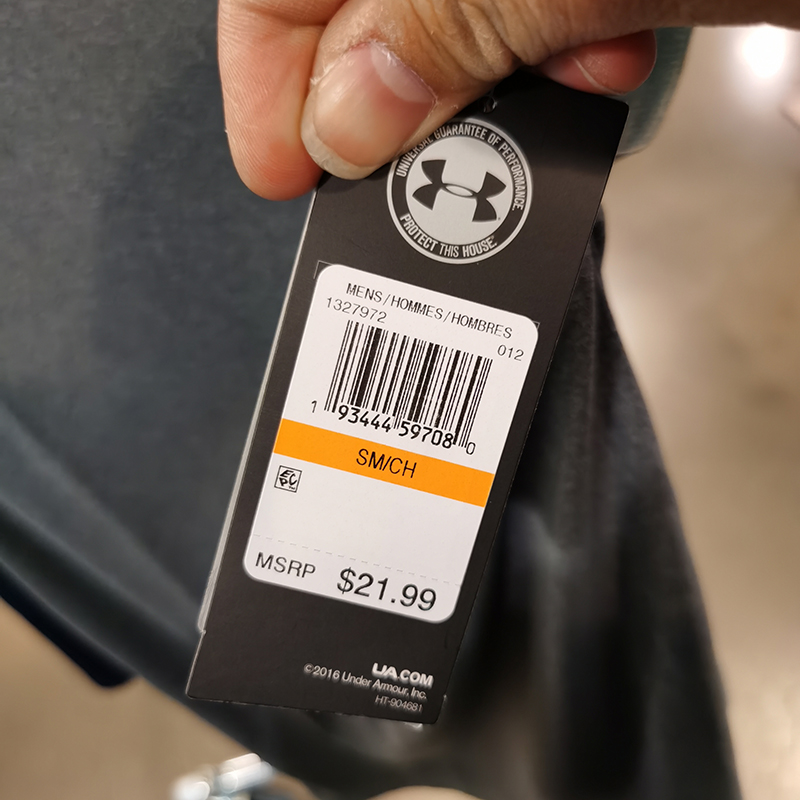 UNIVERSAL GUARANTEE OF PERFORMANCE.
PROTECT THIS HOUSE.
MENS/HOMMES/HOMBRES
1327972
012
1 93444 59708 0
SM/CH
MSRP $21.99
UA.COM
©2016 Under Armour, Inc.
HT-904681